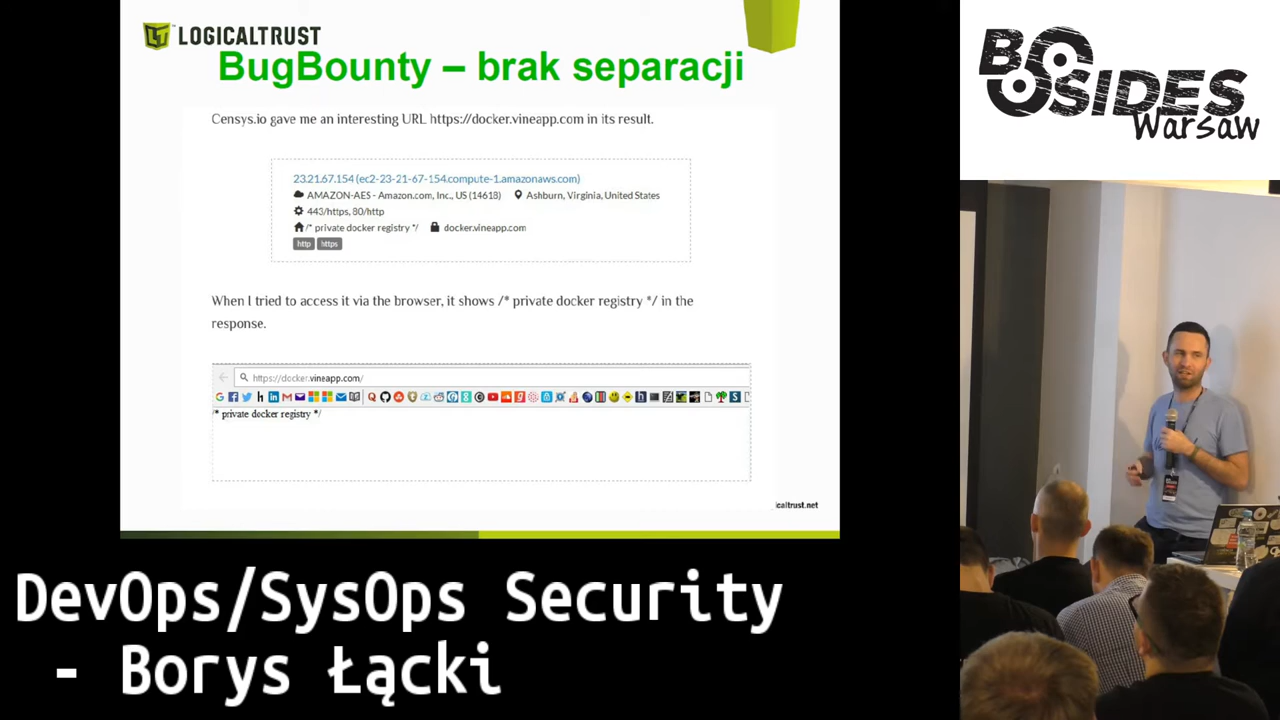 LOGICALTRUST
BugBounty – brak separacji
Censys.io gave me an interesting URL https://docker.vineapp.com in its result.
23.21.67.154 (ec2-23-21-67-154.compute-1.amazonaws.com)
AMAZON-AES - Amazon.com, Inc., US (14618) Ashburn, Virginia, United States
443/https, 80/http
/* private docker registry */ docker.vineapp.com
http https
When I tried to access it via the browser, it shows /* private docker registry */ in the
response.
https://docker.vineapp.com/
/* private docker registry */
icaltrust.net
BSIDES
Warsaw
DevOps/SysOps Security
- Borys Łącki